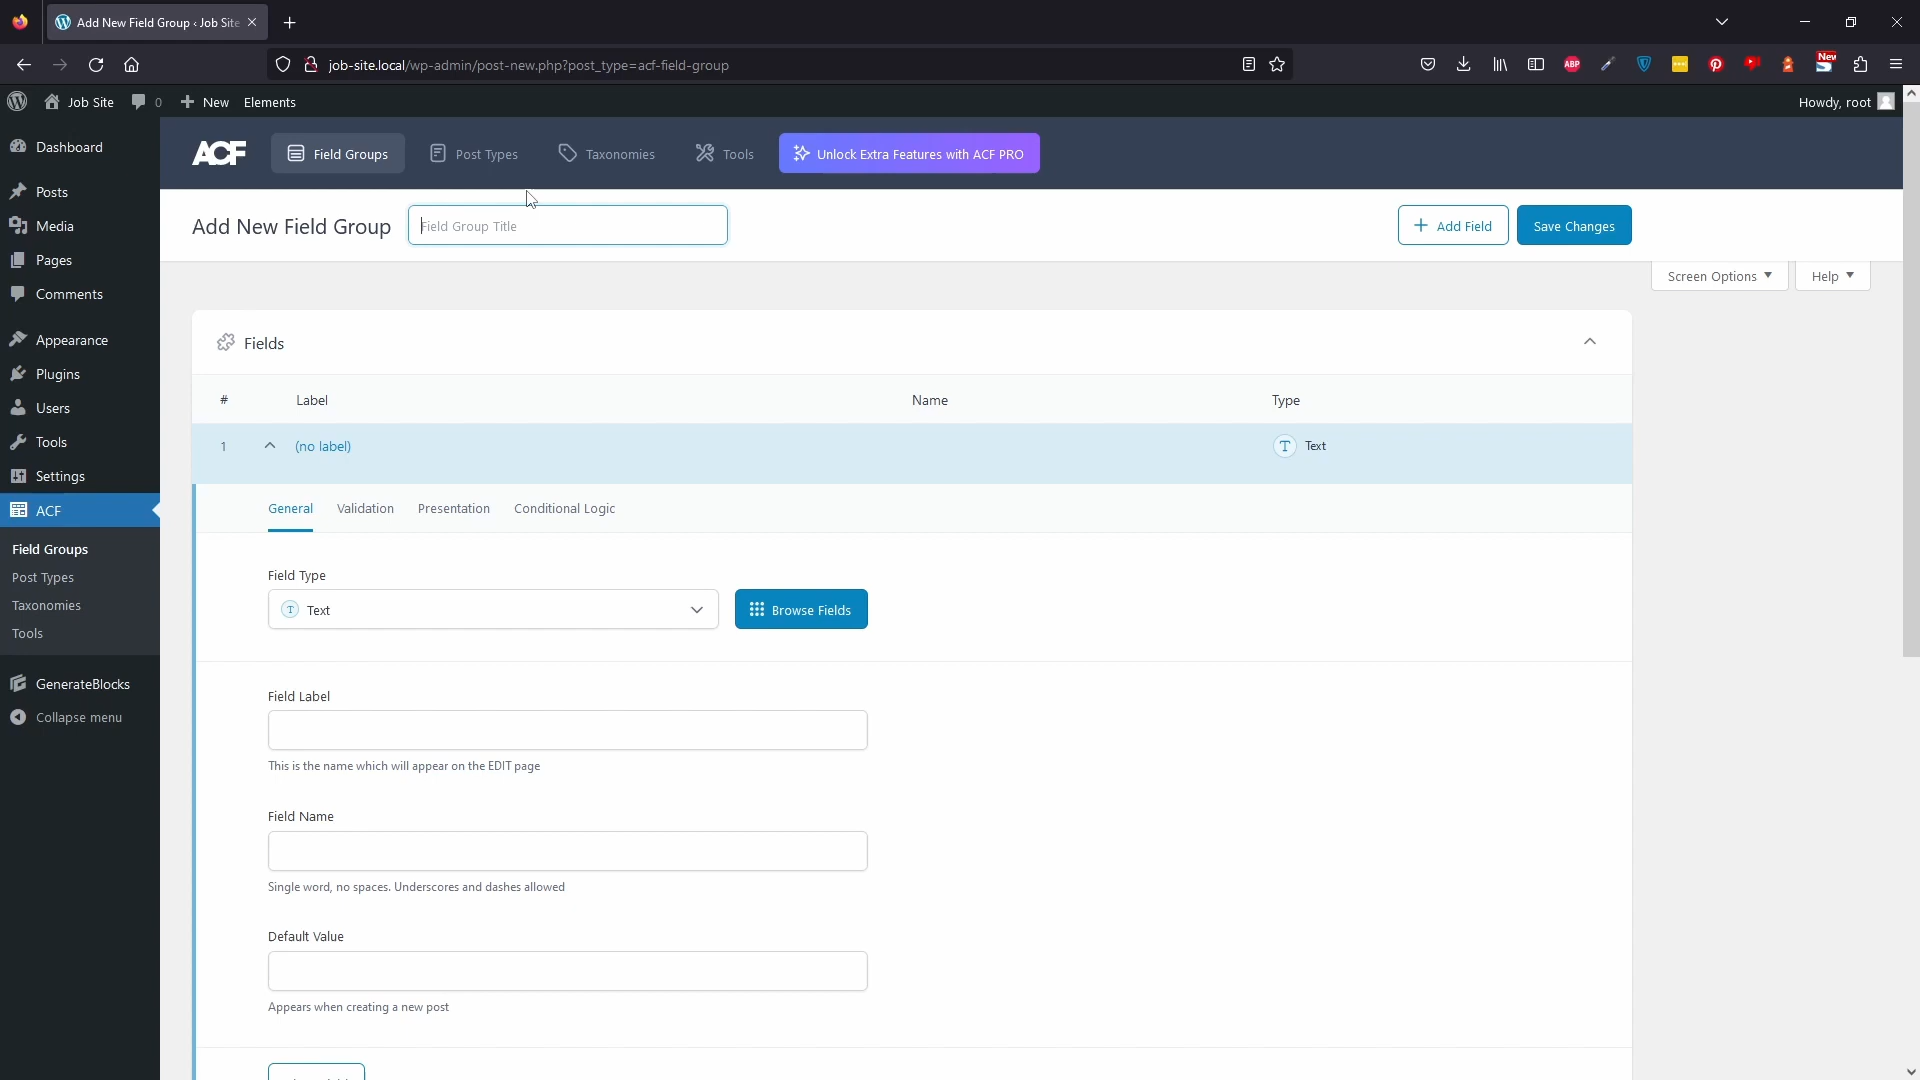 Add New Field Group ‹ Job Site
job-site.local/wp-admin/post-new.php?post_type=acf-field-group
ABP
New
S
Job Site
0
New
Elements
Howdy, root
Dashboard
Posts
Media
Pages
Comments
Appearance
Plugins
Users
Tools
Settings
ACF
Field Groups
Post Types
Taxonomies
Tools
GenerateBlocks
Collapse menu
ACF
Field Groups
Post Types
Taxonomies
Tools
Unlock Extra Features with ACF PRO
Add New Field Group
Field Group Title
Add Field
Save Changes
Screen Options
Help
Fields
# Label Name Type
1 (no label) T Text
General Validation Presentation Conditional Logic
Field Type
T Text
Browse Fields
Field Label
This is the name which will appear on the EDIT page
Field Name
Single word, no spaces. Underscores and dashes allowed
Default Value
Appears when creating a new post